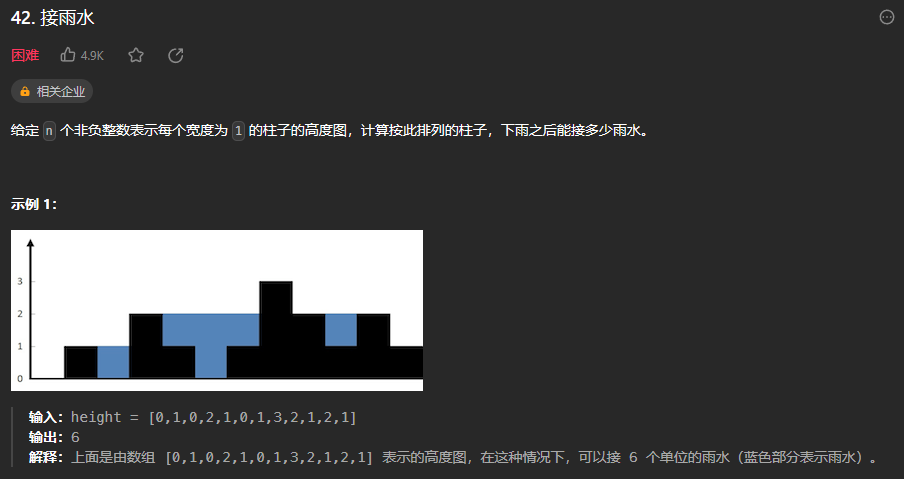 42. 接雨水
困难 4.9K
相关企业
给定 n 个非负整数表示每个宽度为 1 的柱子的高度图，计算按此排列的柱子，下雨之后能接多少雨水。
示例 1：
3
2
1
0
输入：height = [0,1,0,2,1,0,1,3,2,1,2,1]
输出：6
解释：上面是由数组 [0,1,0,2,1,0,1,3,2,1,2,1] 表示的高度图，在这种情况下，可以接 6 个单位的雨水（蓝色部分表示雨水）。